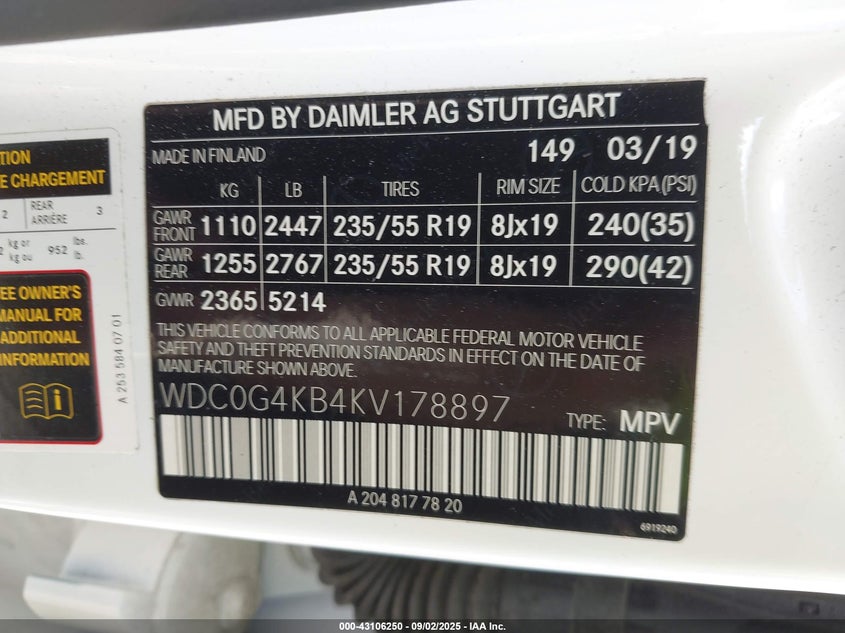 TION
E CHARGEMENT
2 REAR ARRIÈRE 3
kg or kg ou 952 lbs. lb.
EE OWNER'S
MANUAL FOR
ADDITIONAL
INFORMATION
A 253 584 07 01
MFD BY DAIMLER AG STUTTGART
MADE IN FINLAND 149 03/19
KG LB TIRES RIM SIZE COLD KPA (PSI)
GAWR FRONT 1110 2447 235/55 R19 8Jx19 240(35)
GAWR REAR 1255 2767 235/55 R19 8Jx19 290(42)
GVWR 2365 5214
THIS VEHICLE CONFORMS TO ALL APPLICABLE FEDERAL MOTOR VEHICLE
SAFETY AND THEFT PREVENTION STANDARDS IN EFFECT ON THE DATE OF
MANUFACTURE SHOWN ABOVE.
WDC0G4KB4KV178897 TYPE: MPV
A 204 817 78 20
6919240
000-43106250 - 09/02/2025 - IAA Inc.